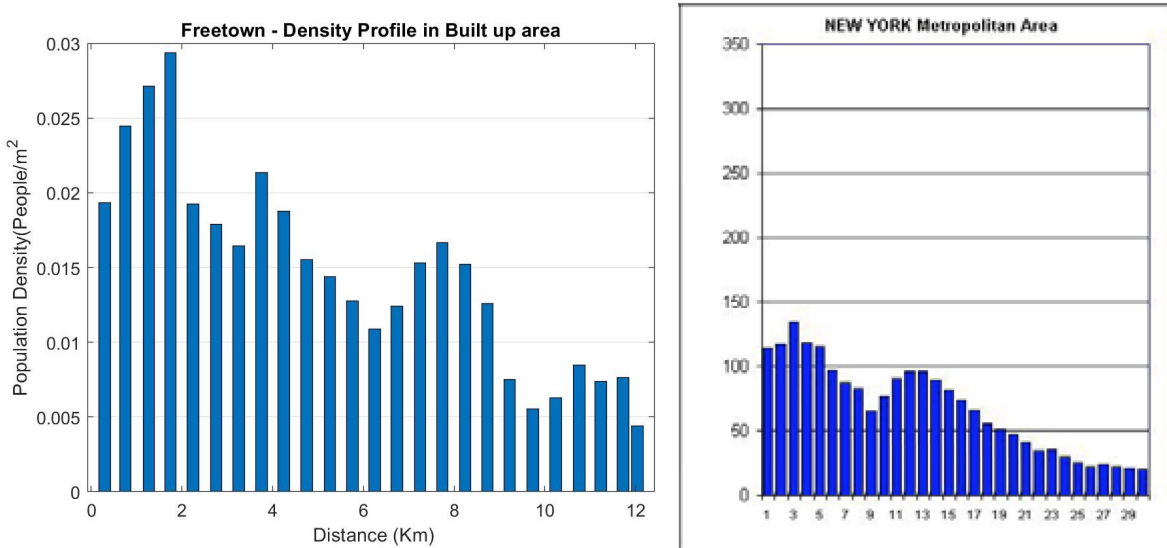 Freetown - Density Profile in Built up area
0.03
0.025
0.02
0.015
0.01
0.005
0
Population Density(People/m²
0 2 4 6 8 10 12
Distance (Km)
NEW YORK Metropolitan Area
350
300
250
200
150
100
50
0
1 3 5 7 9 11 13 15 17 19 21 23 25 27 29